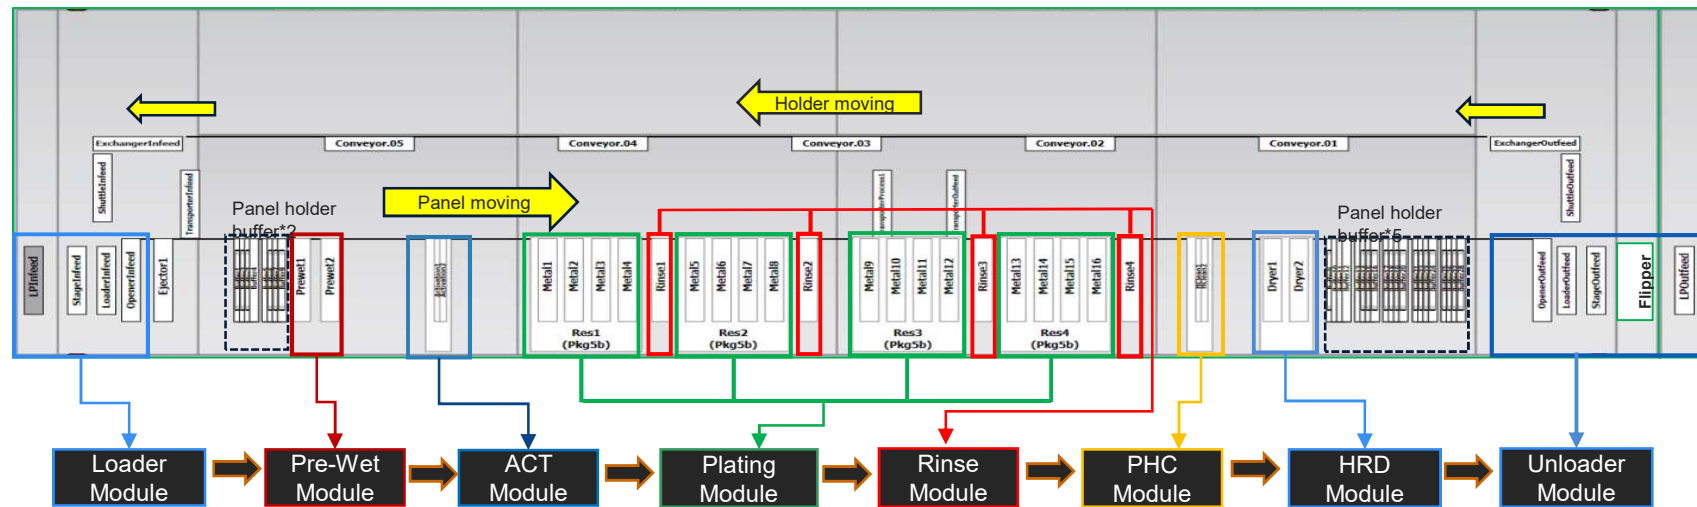 Holder moving
ExchangerInfeed
Conveyor.05
Conveyor.04
Conveyor.03
Conveyor.02
Conveyor.01
ExchangerOutfeed
ShuttleInfeed
TransporterInfeed
Panel moving
TransporterProcess1
TransporterOutfeed
ShuttleOutfeed
Panel holder
buffer*2
Panel holder
buffer*5
LPInfeed
StageInfeed
LoaderInfeed
OpenerInfeed
Ejector1
Prewet1
Prewet2
Metal1
Metal2
Metal3
Metal4
Rinse1
Metal5
Metal6
Metal7
Metal8
Rinse2
Metal9
Metal10
Metal11
Metal12
Rinse3
Metal13
Metal14
Metal15
Metal16
Rinse4
Dryer1
Dryer2
OpenerOutfeed
LoaderOutfeed
StageOutfeed
Flipper
LPOutfeed
Res1
(Pkg5b)
Res2
(Pkg5b)
Res3
(Pkg5b)
Res4
(Pkg5b)
Loader
Module
Pre-Wet
Module
ACT
Module
Plating
Module
Rinse
Module
PHC
Module
HRD
Module
Unloader
Module